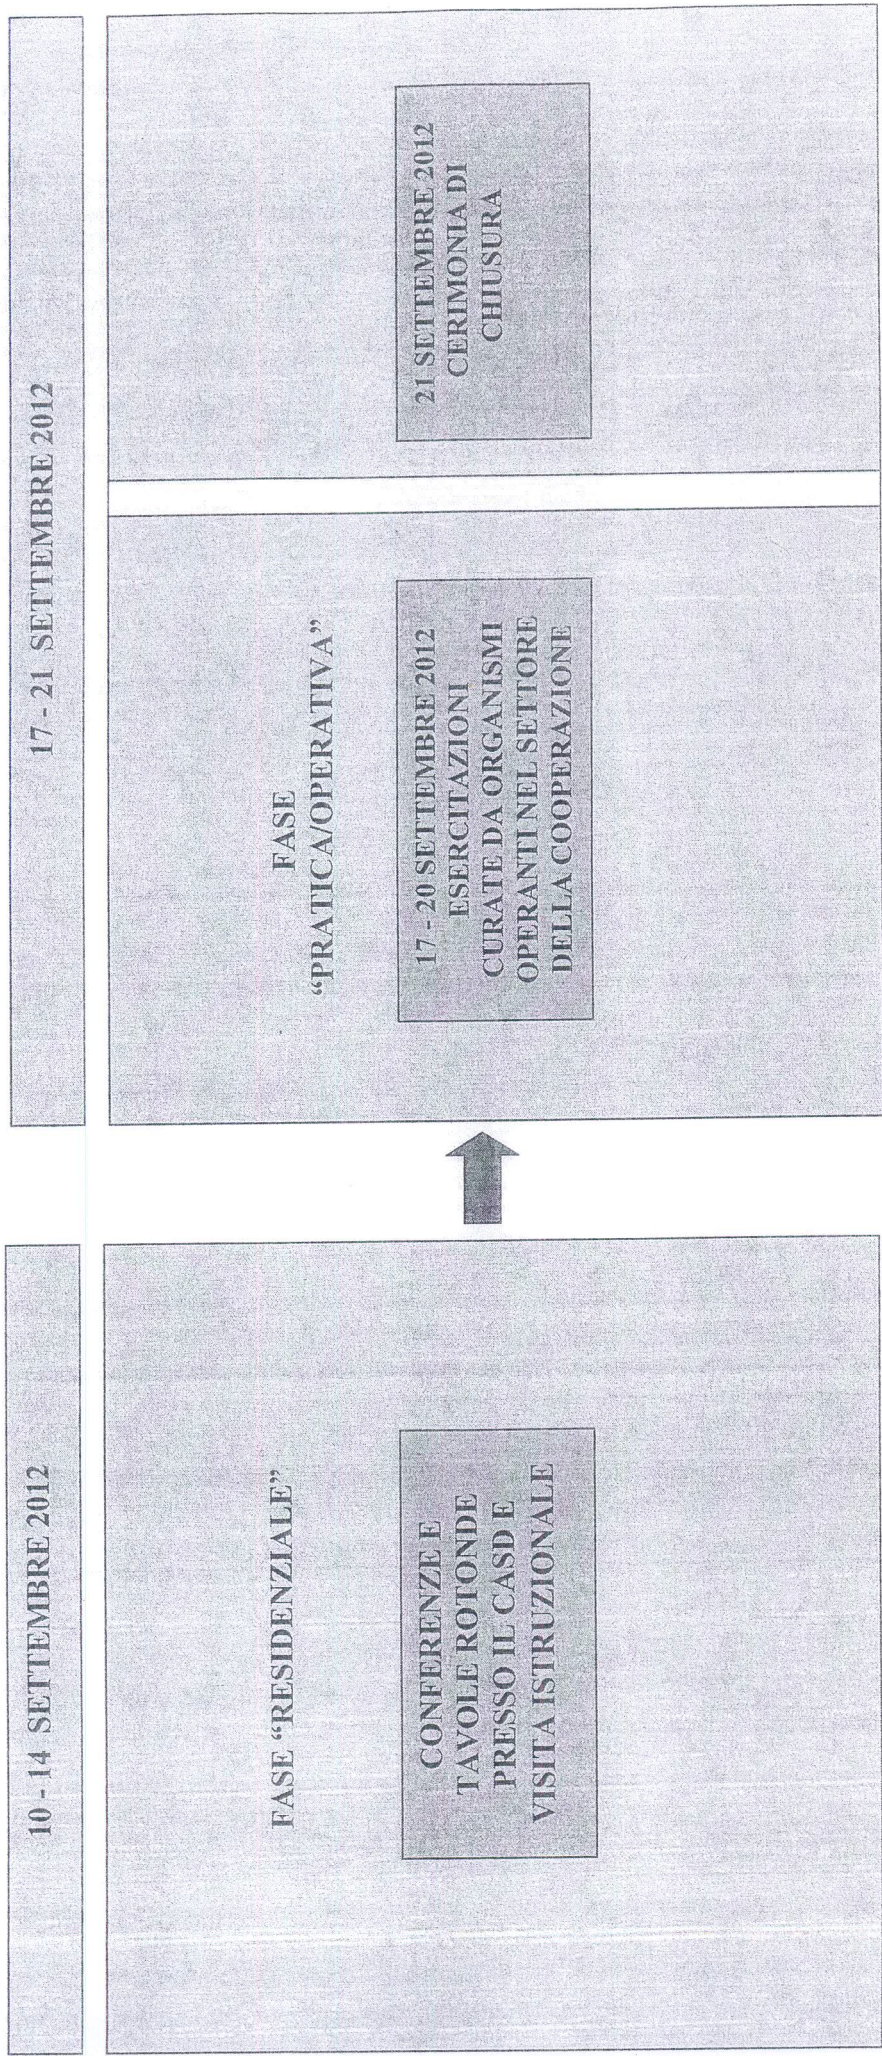 10 - 14 SETTEMBRE 2012
FASE “RESIDENZIALE”
CONFERENZE E
TAVOLE ROTONDE
PRESSO IL CASD E
VISITA ISTRUZIONALE
17 - 21 SETTEMBRE 2012
FASE
“PRATICA/OPERATIVA”
17 - 20 SETTEMBRE 2012
ESERCITAZIONI
CURATE DA ORGANISMI
OPERANTI NEL SETTORE
DELLA COOPERAZIONE
21 SETTEMBRE 2012
CERIMONIA DI
CHIUSURA